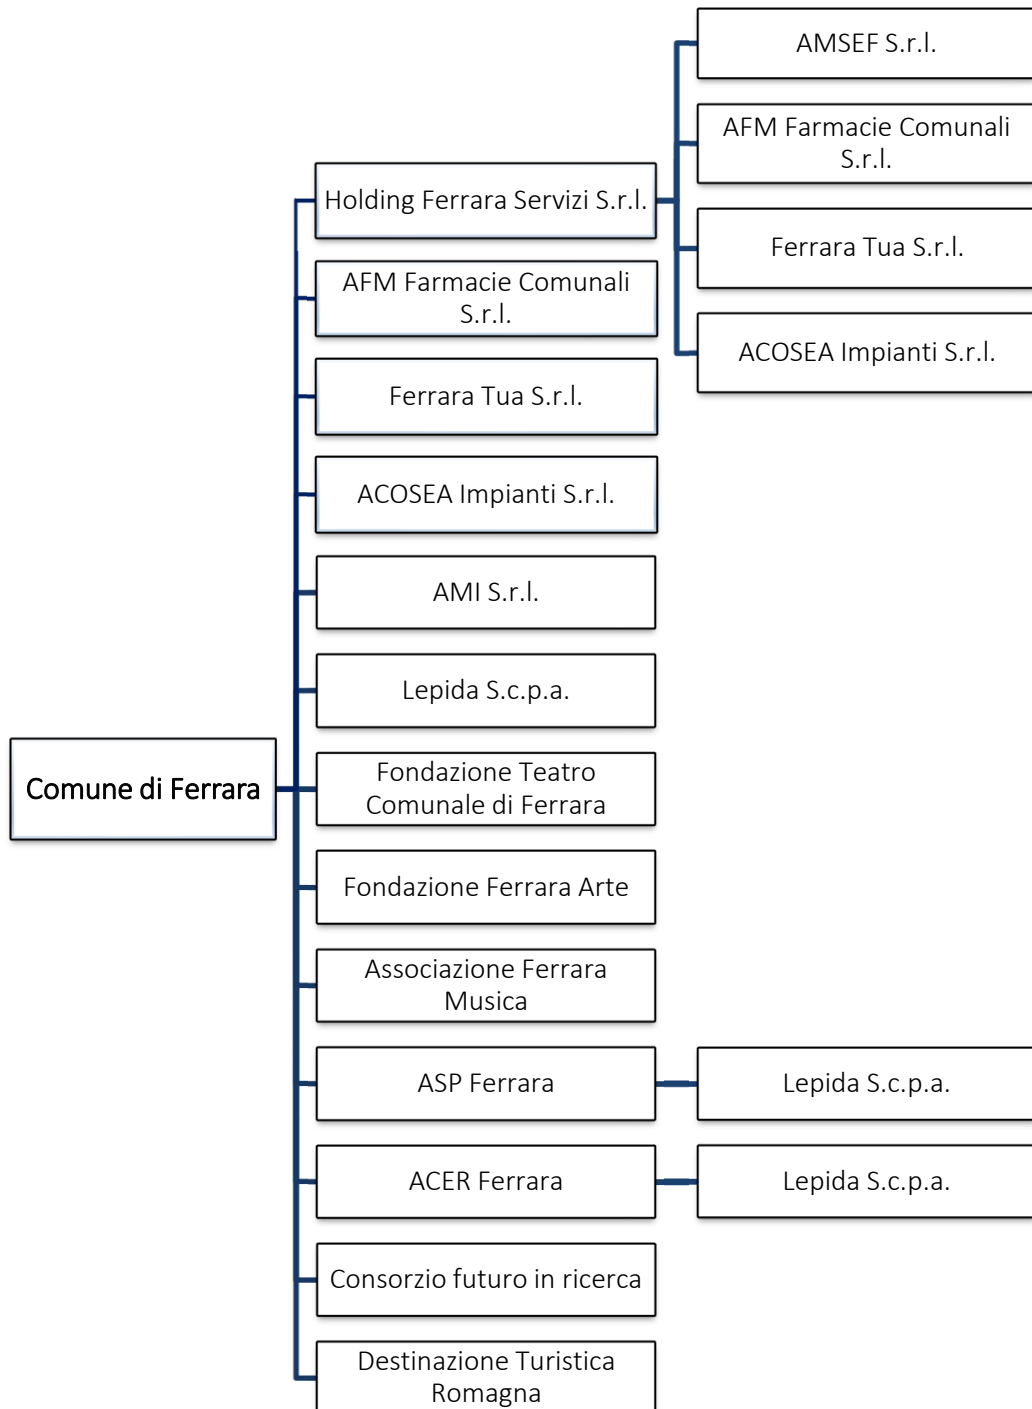 AMSEF S.r.l.
AFM Farmacie Comunali
S.r.l.
Holding Ferrara Servizi S.r.l.
Ferrara Tua S.r.l.
ACOSEA Impianti S.r.l.
AFM Farmacie Comunali
S.r.l.
Ferrara Tua S.r.l.
ACOSEA Impianti S.r.l.
AMI S.r.l.
Lepida S.c.p.a.
Comune di Ferrara
Fondazione Teatro
Comunale di Ferrara
Fondazione Ferrara Arte
Associazione Ferrara
Musica
ASP Ferrara
Lepida S.c.p.a.
ACER Ferrara
Lepida S.c.p.a.
Consorzio futuro in ricerca
Destinazione Turistica
Romagna